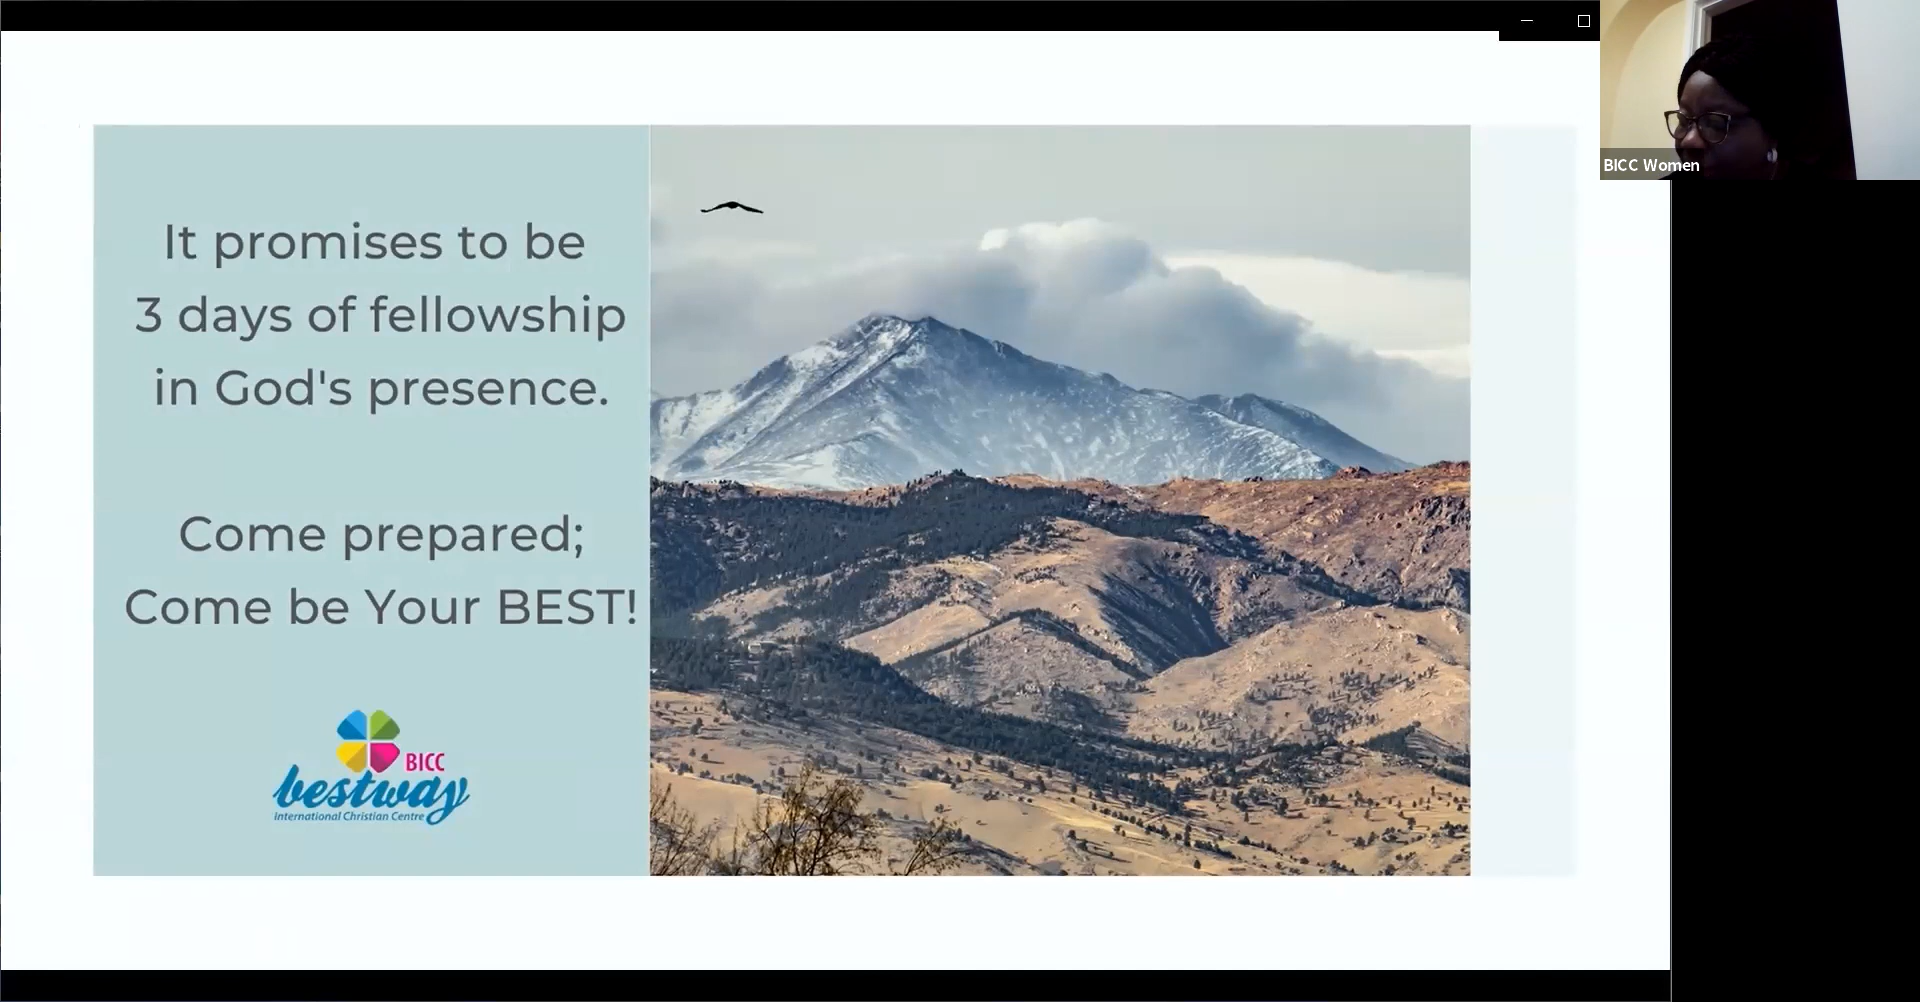 It promises to be
3 days of fellowship
in God's presence.
Come prepared;
Come be Your BEST!
BICC
bestway
International Christian Centre
BICC Women